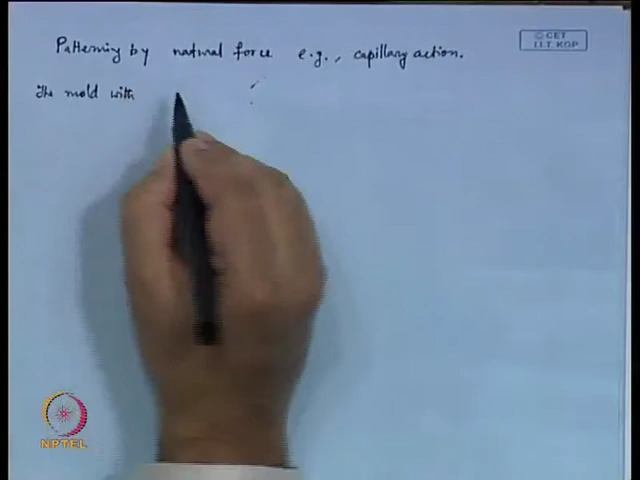 Patterning by natural force e.g., capillary action.
© CET
I.I.T. KGP
The mold with
NPTEL